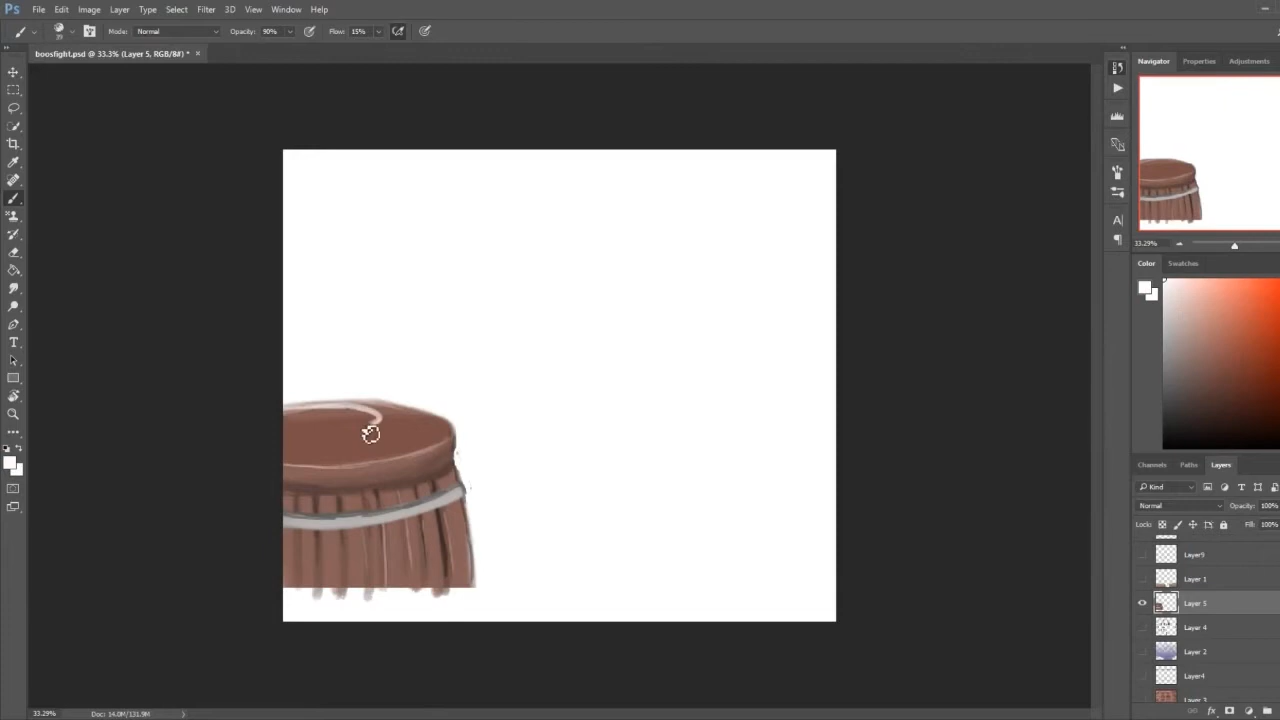 Ps File Edit Image Layer Type Select Filter 3D View Window Help
Mode: Normal Opacity: 90% Flow: 15%
boosfight.psd @ 33.3% (Layer 5, RGB/8#) * ×
Navigator Properties Adjustments
33.29%
Color Swatches
Channels Paths Layers
Kind
Normal Opacity: 100%
Lock: Fill: 100%
Layer9
Layer 1
Layer 5
Layer 4
Layer 2
Layer4
Layer 3
33.29% Doc: 14.0M/131.9M